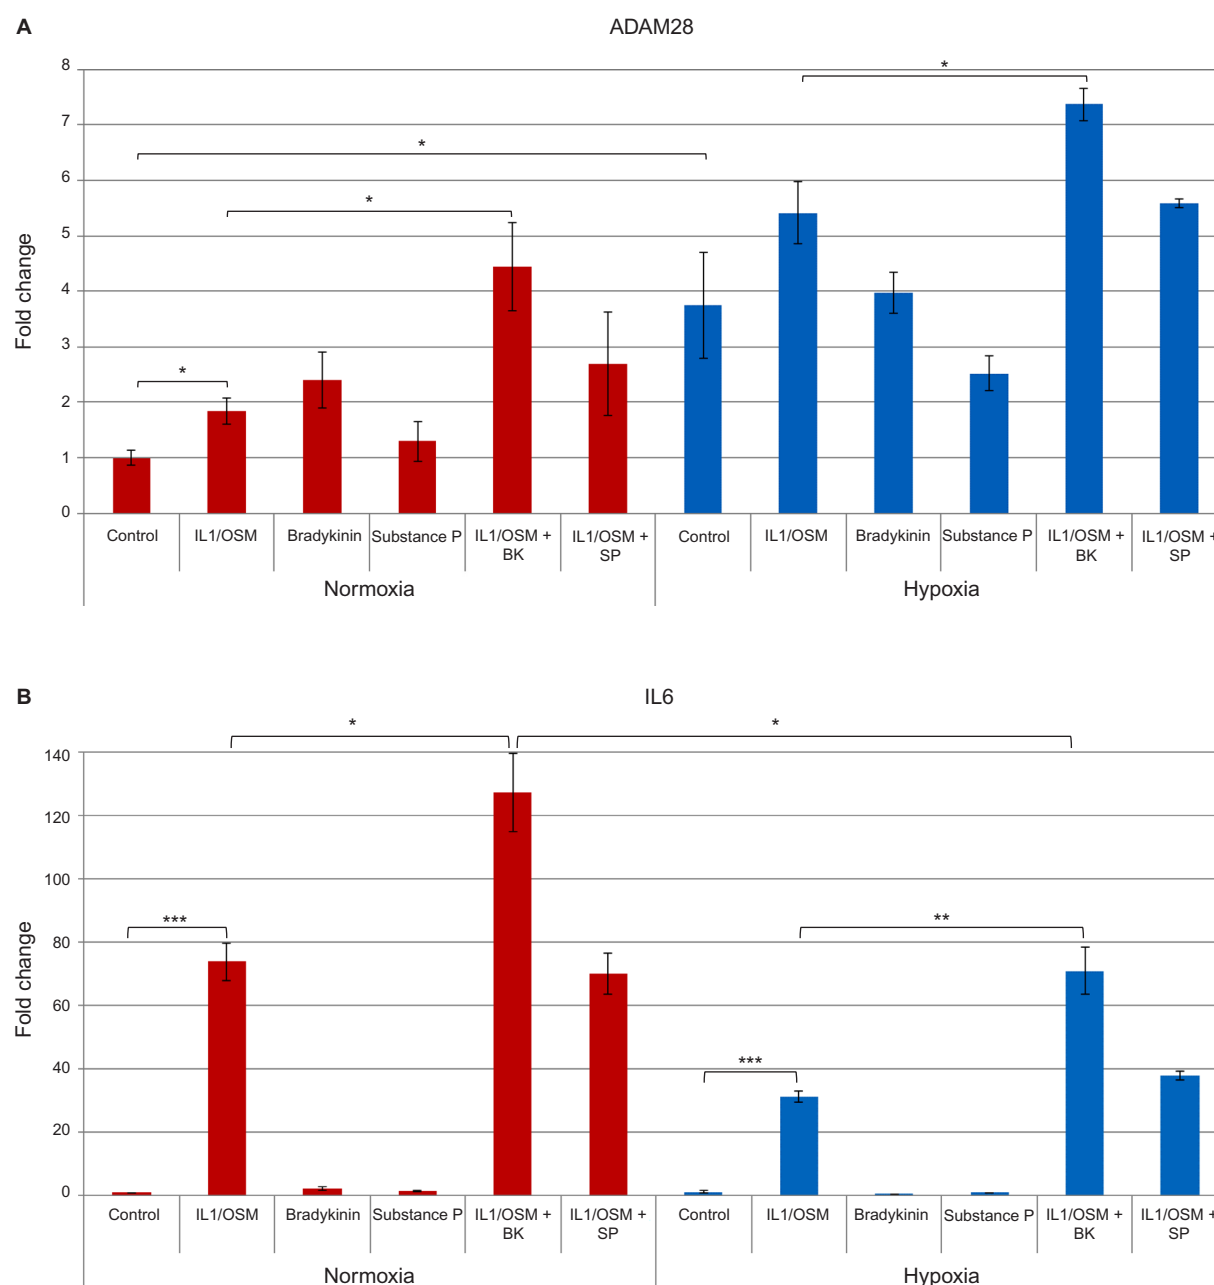 A
ADAM28
Fold change
8
7
6
5
4
3
2
1
0
*
*
*
*
Control
IL1/OSM
Bradykinin
Substance P
IL1/OSM +
BK
IL1/OSM +
SP
Control
IL1/OSM
Bradykinin
Substance P
IL1/OSM +
BK
IL1/OSM +
SP
Normoxia
Hypoxia
B
IL6
Fold change
140
120
100
80
60
40
20
0
*
*
***
**
***
Control
IL1/OSM
Bradykinin
Substance P
IL1/OSM +
BK
IL1/OSM +
SP
Control
IL1/OSM
Bradykinin
Substance P
IL1/OSM +
BK
IL1/OSM +
SP
Normoxia
Hypoxia